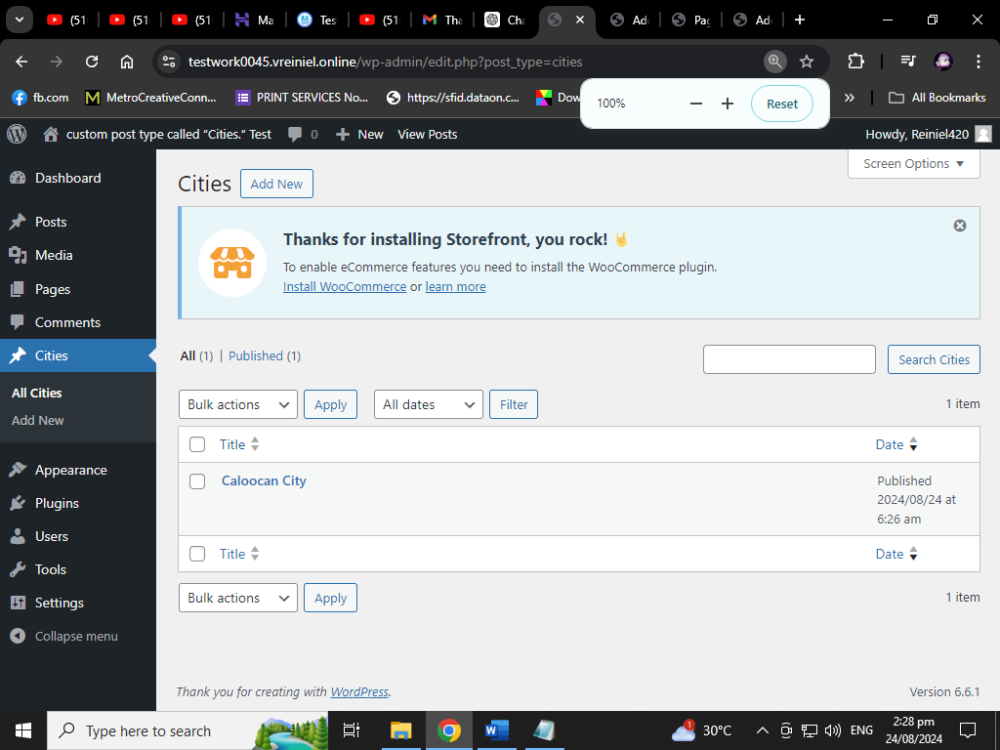 (51
(51
(51
Ma
Tes
(51
Tha
Cha
Ad
Pag
Ad
testwork0045.vreiniel.online/wp-admin/edit.php?post_type=cities
fb.com
MetroCreativeConn...
PRINT SERVICES No...
https://sfid.dataon.c...
Dow
100%
Reset
All Bookmarks
custom post type called “Cities.” Test
0
New
View Posts
Howdy, Reiniel420
Screen Options
Dashboard
Posts
Media
Pages
Comments
Cities
All Cities
Add New
Appearance
Plugins
Users
Tools
Settings
Collapse menu
Cities
Add New
Thanks for installing Storefront, you rock! 🤘
To enable eCommerce features you need to install the WooCommerce plugin.
Install WooCommerce or learn more
All (1) | Published (1)
Search Cities
Bulk actions
Apply
All dates
Filter
1 item
Title
Date
Caloocan City
Published
2024/08/24 at
6:26 am
Title
Date
Bulk actions
Apply
1 item
Thank you for creating with WordPress.
Version 6.6.1
Type here to search
1
30°C
ENG
2:28 pm
24/08/2024